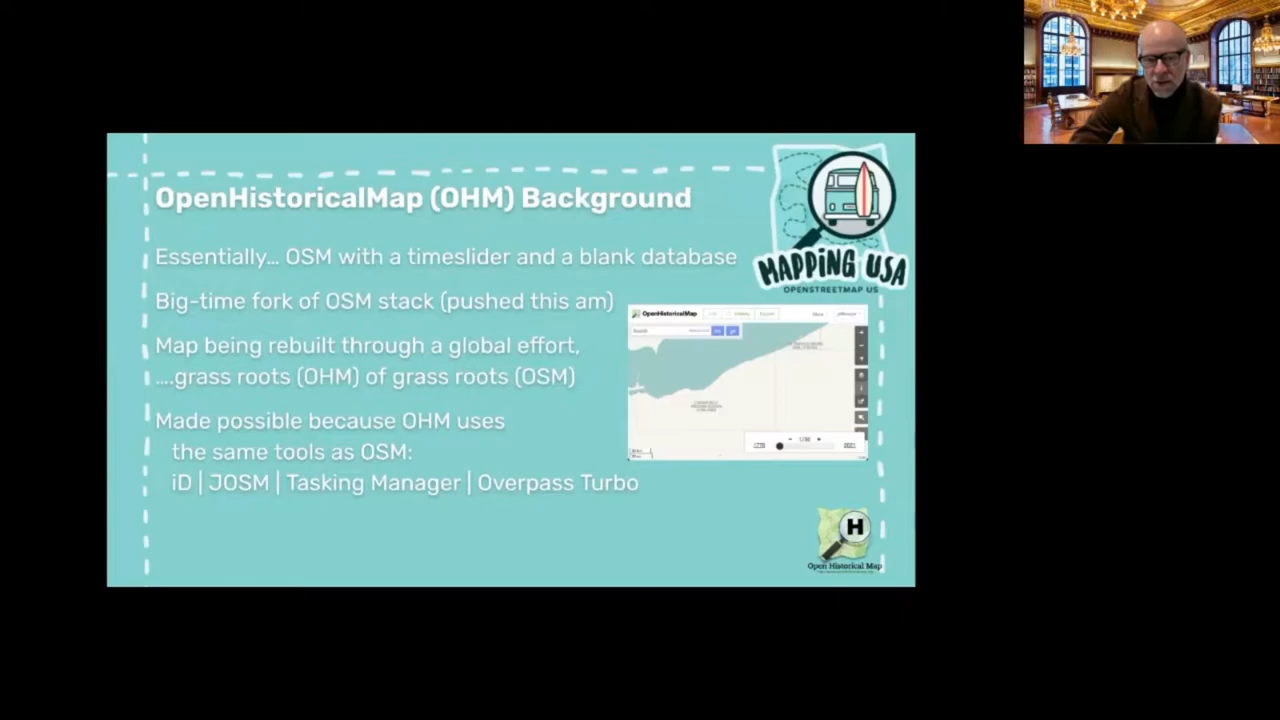 OpenHistoricalMap (OHM) Background
Essentially... OSM with a timeslider and a blank database
Big-time fork of OSM stack (pushed this am)
Map being rebuilt through a global effort,
....grass roots (OHM) of grass roots (OSM)
Made possible because OHM uses
the same tools as OSM:
iD | JOSM | Tasking Manager | Overpass Turbo
MAPPiNG USA
OPENSTREETMAP US
OpenHistoricalMap
H
Open Historical Map